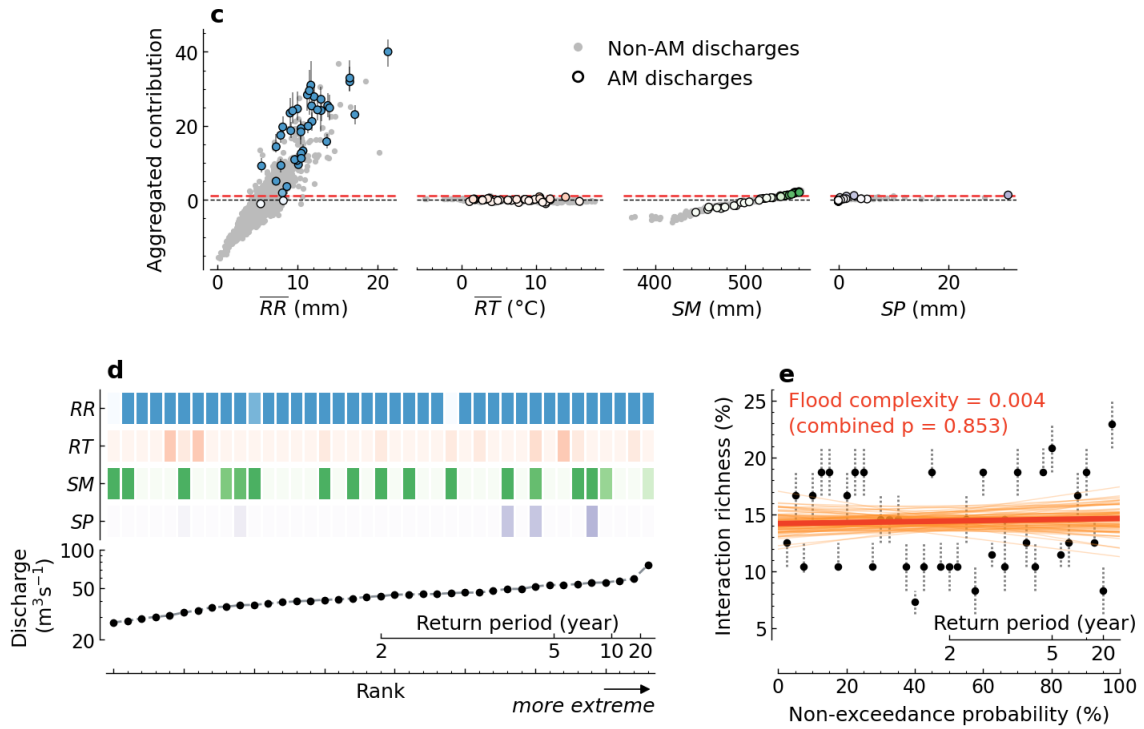 c
Aggregated contribution
40
20
0
Non-AM discharges
AM discharges
0 10 20
RR (mm)
0 10
RT (°C)
400 500
SM (mm)
0 20
SP (mm)
d
RR
RT
SM
SP
Discharge
(m³s⁻¹)
100
50
20
Return period (year)
2 5 10 20
Rank
more extreme
e
Flood complexity = 0.004
(combined p = 0.853)
Interaction richness (%)
25
20
15
10
5
Return period (year)
2 5 20
0 20 40 60 80 100
Non-exceedance probability (%)